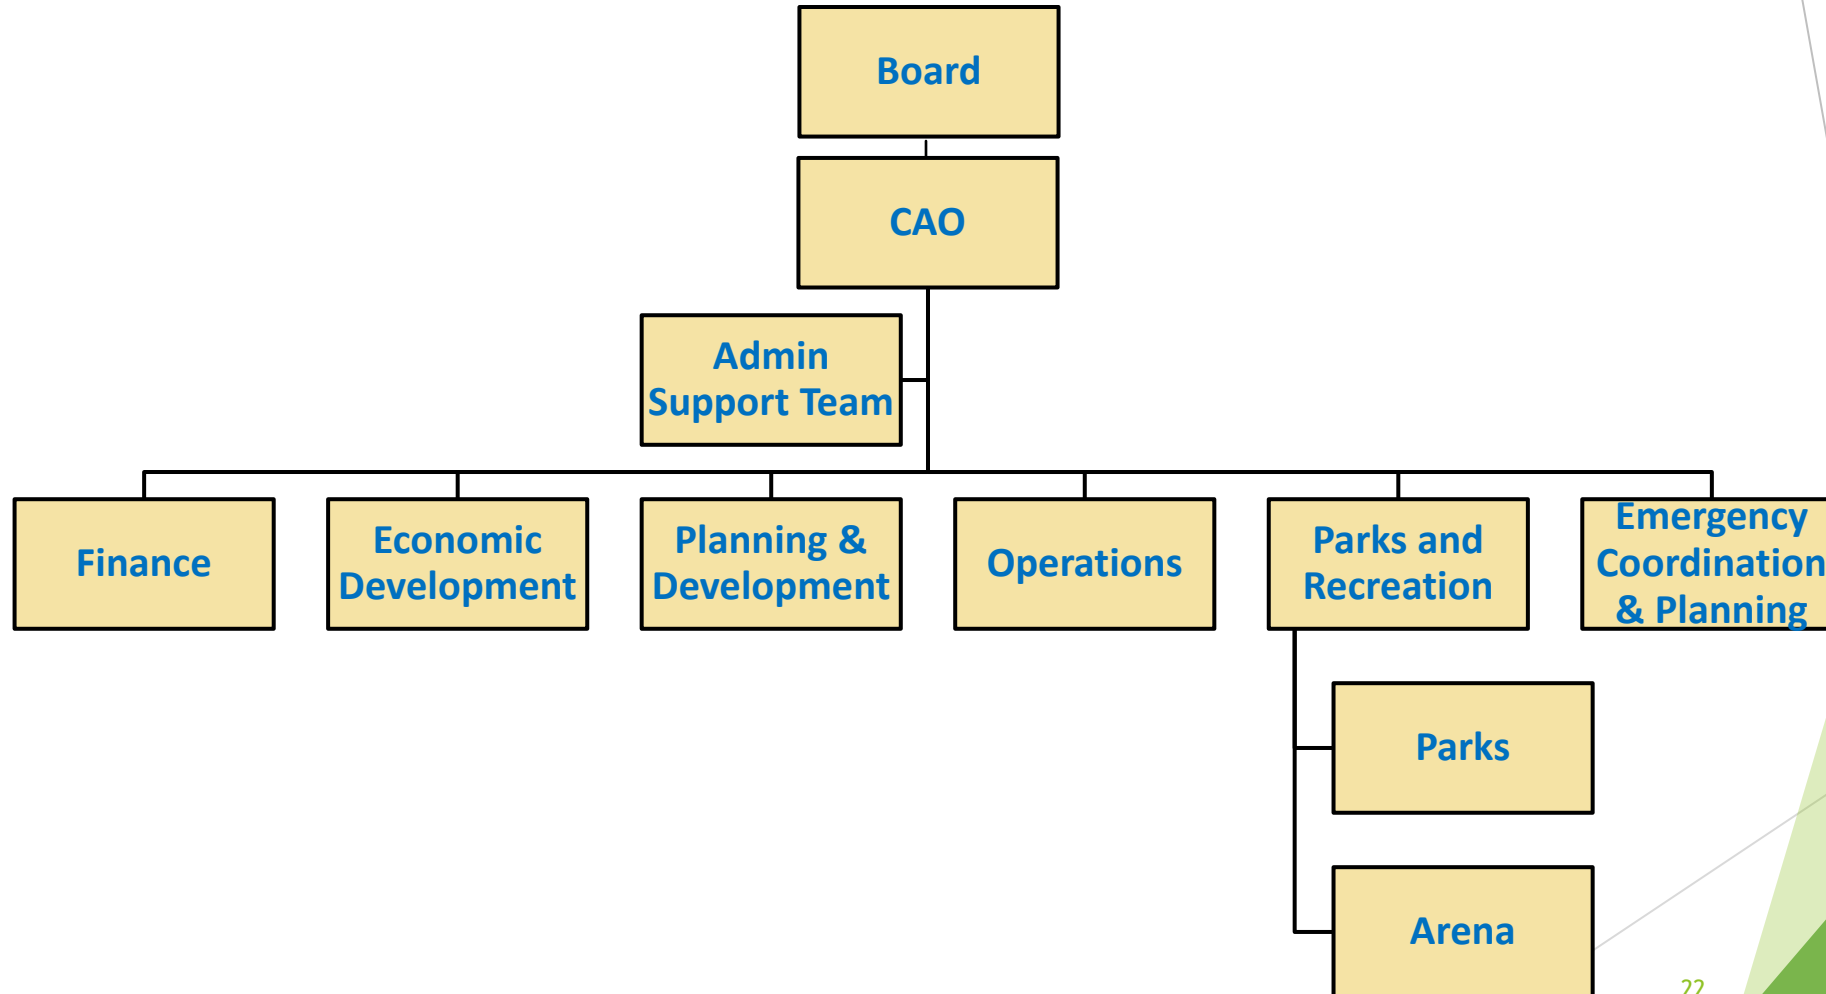 Board
CAO
Admin
Support Team
Finance
Economic
Development
Planning &
Development
Operations
Parks and
Recreation
Emergency
Coordination
& Planning
Parks
Arena
22